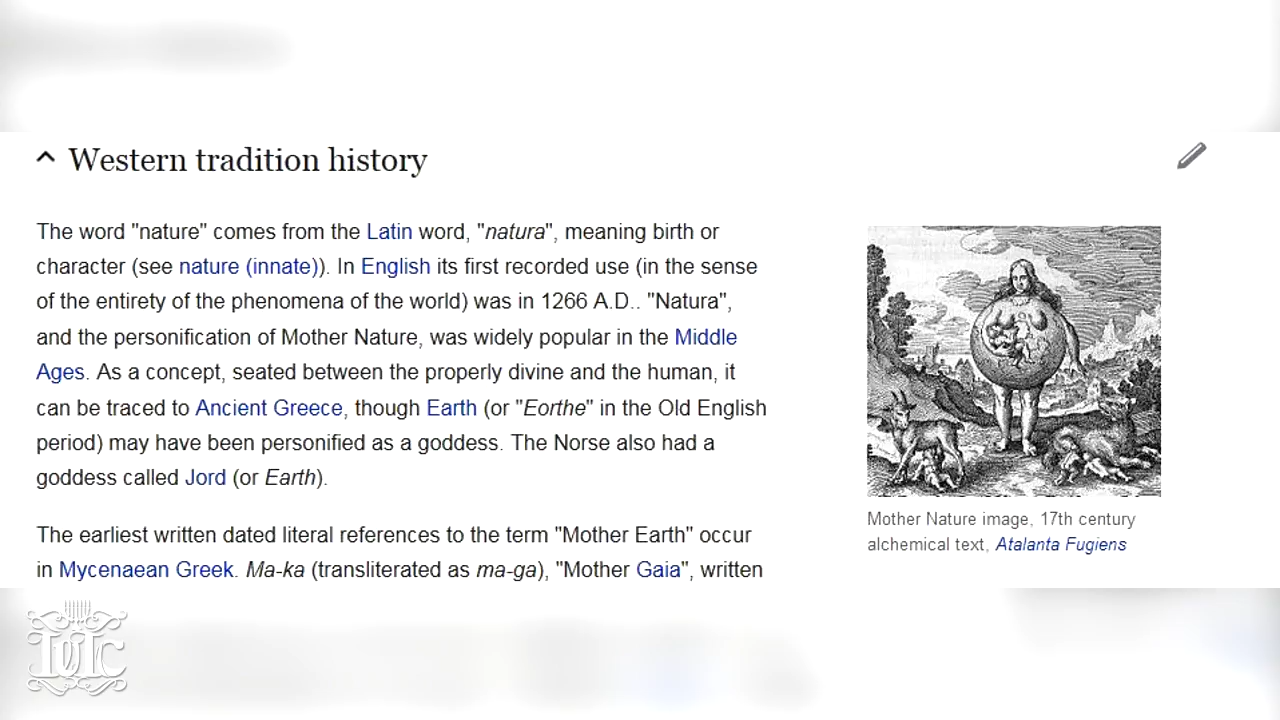 Western tradition history
The word "nature" comes from the Latin word, "natura", meaning birth or
character (see nature (innate)). In English its first recorded use (in the sense
of the entirety of the phenomena of the world) was in 1266 A.D.. "Natura",
and the personification of Mother Nature, was widely popular in the Middle
Ages. As a concept, seated between the properly divine and the human, it
can be traced to Ancient Greece, though Earth (or "Eorthe" in the Old English
period) may have been personified as a goddess. The Norse also had a
goddess called Jord (or Earth).
The earliest written dated literal references to the term "Mother Earth" occur
in Mycenaean Greek. Ma-ka (transliterated as ma-ga), "Mother Gaia", written
Mother Nature image, 17th century
alchemical text, Atalanta Fugiens
IUIC